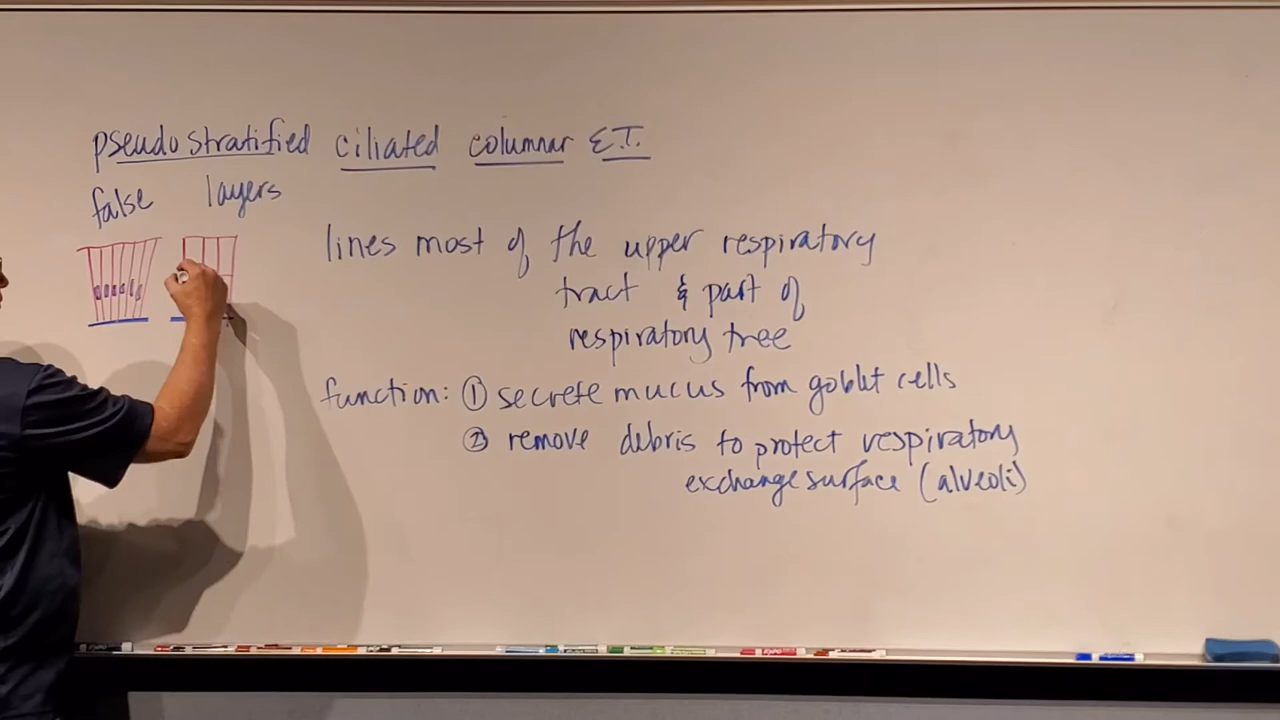 pseudostratified ciliated columnar E.T.
false layers
lines most of the upper respiratory
tract & part of
respiratory tree
function: ① secrete mucus from goblet cells
② remove debris to protect respiratory
exchange surface (alveoli)